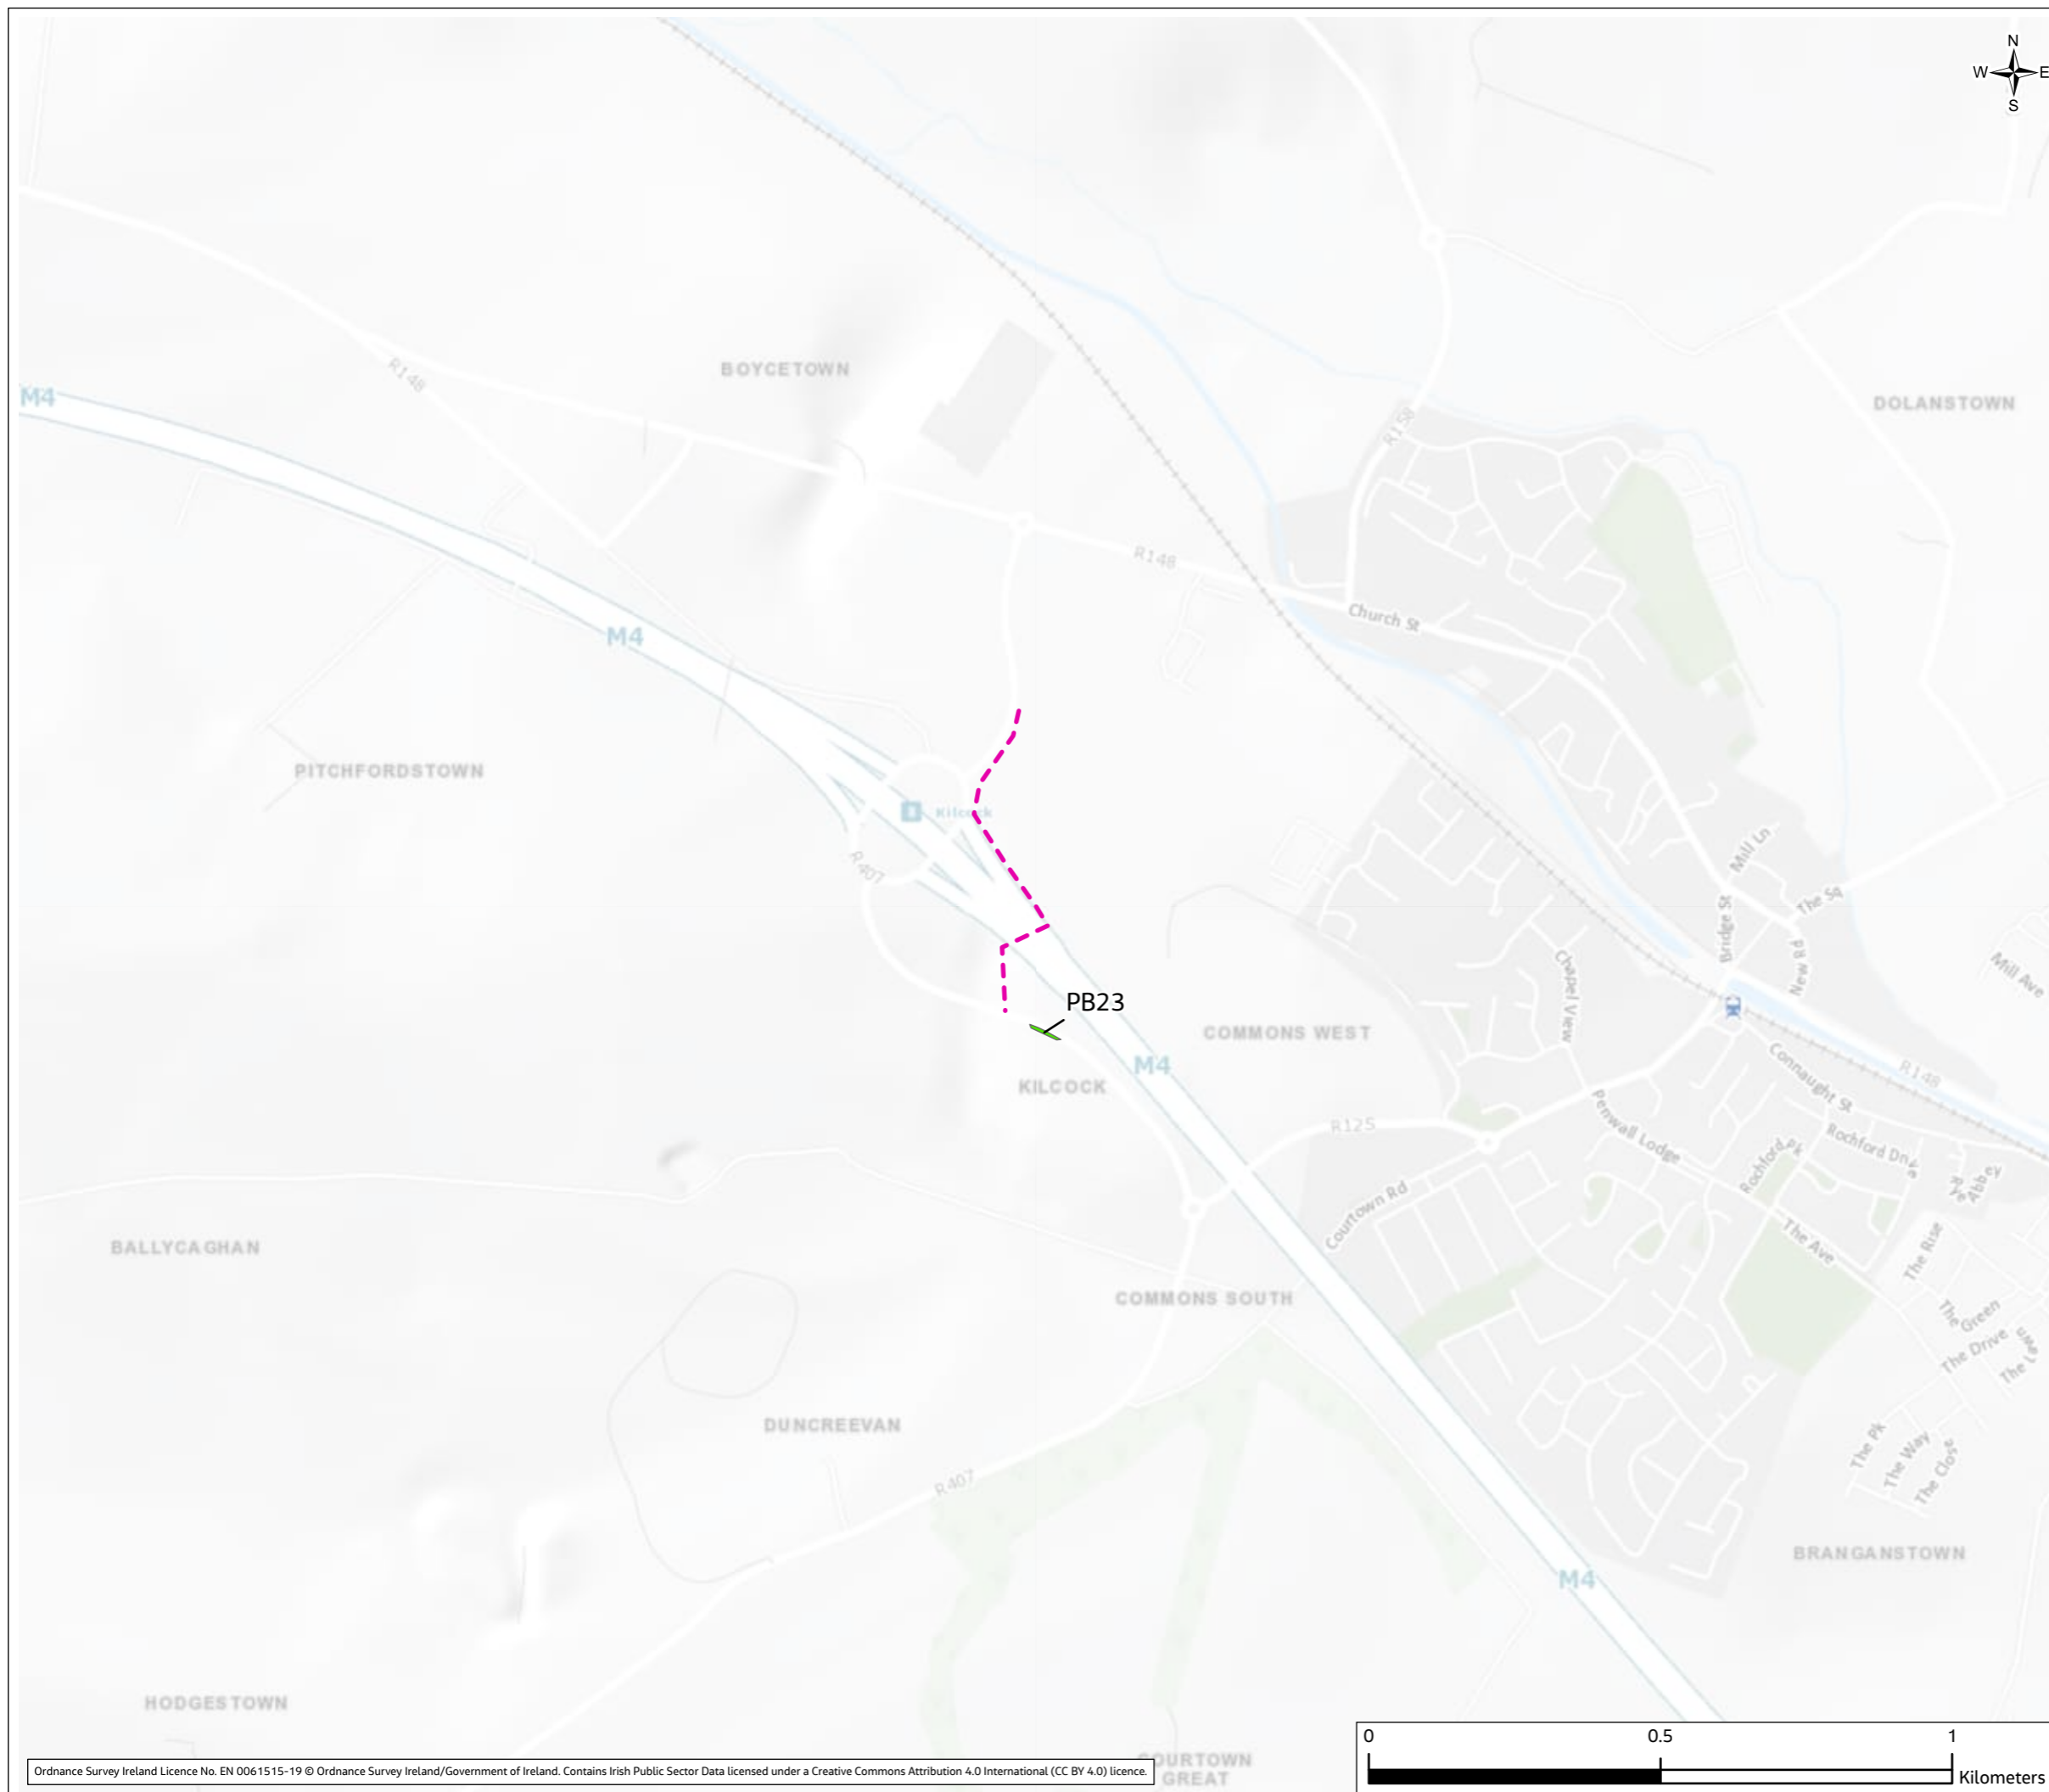 N
W E
S
BOYCETOWN
R148
M4
DOLANSTOWN
R158
R148
Church St
M4
PITCHFORDSTOWN
Kilcock
R407
Mill Ln
Bridge St
New Rd
Mill Ave
Chapel View
PB23
COMMONS WEST
M4
KILCOCK
R148
Connaught St
R125
Penwall Lodge
Rochford Pk
Rye Abbey
Courtown Rd
BALLYCAGHAN
The Ave
The Rise
COMMONS SOUTH
The Green
The Drive
DUNCREEVAN
The Pk
The Way
The Close
R407
BRANGANSTOWN
M4
HODGESTOWN
0 0.5 1
Kilometers
COURTOWN
GREAT
Ordnance Survey Ireland Licence No. EN 0061515-19 © Ordnance Survey Ireland/Government of Ireland. Contains Irish Public Sector Data licensed under a Creative Commons Attribution 4.0 International (CC BY 4.0) licence.